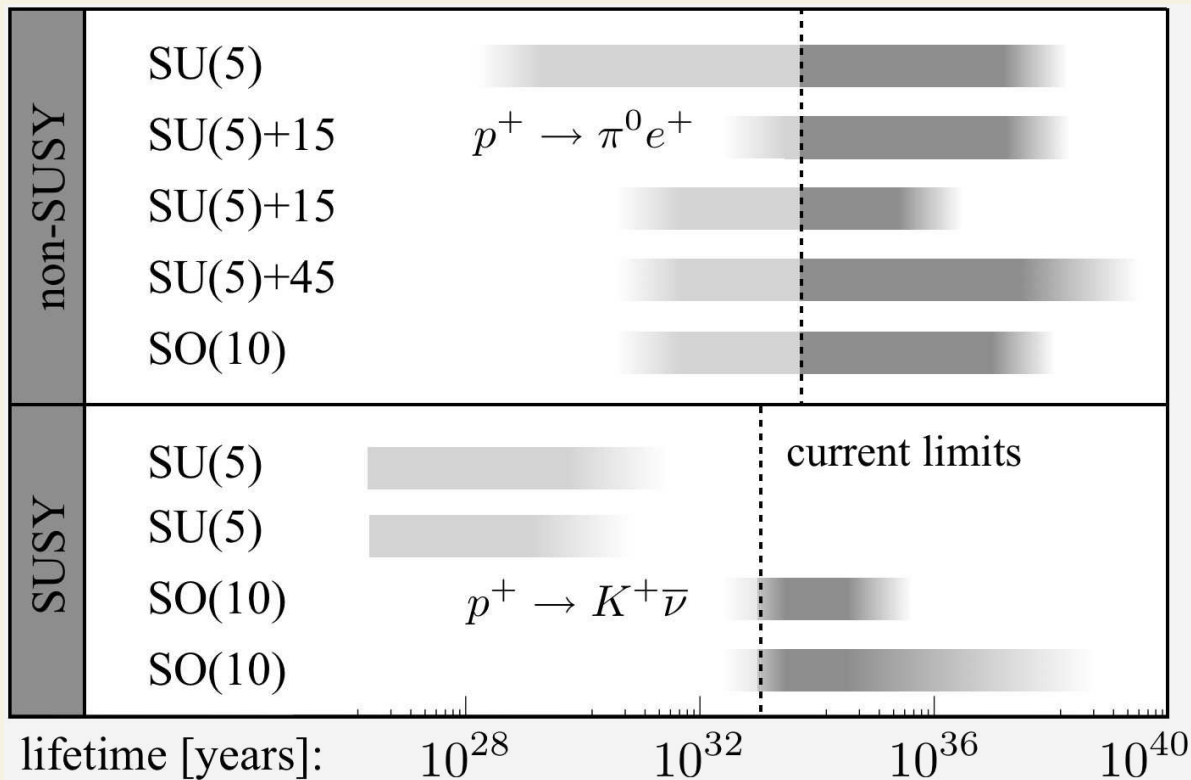 non-SUSY
SU(5)
SU(5)+15
p⁺ → π⁰e⁺
SU(5)+15
SU(5)+45
SO(10)
SUSY
SU(5)
current limits
SU(5)
SO(10)
p⁺ → K⁺ν̅
SO(10)
lifetime [years]: 10²⁸ 10³² 10³⁶ 10⁴⁰